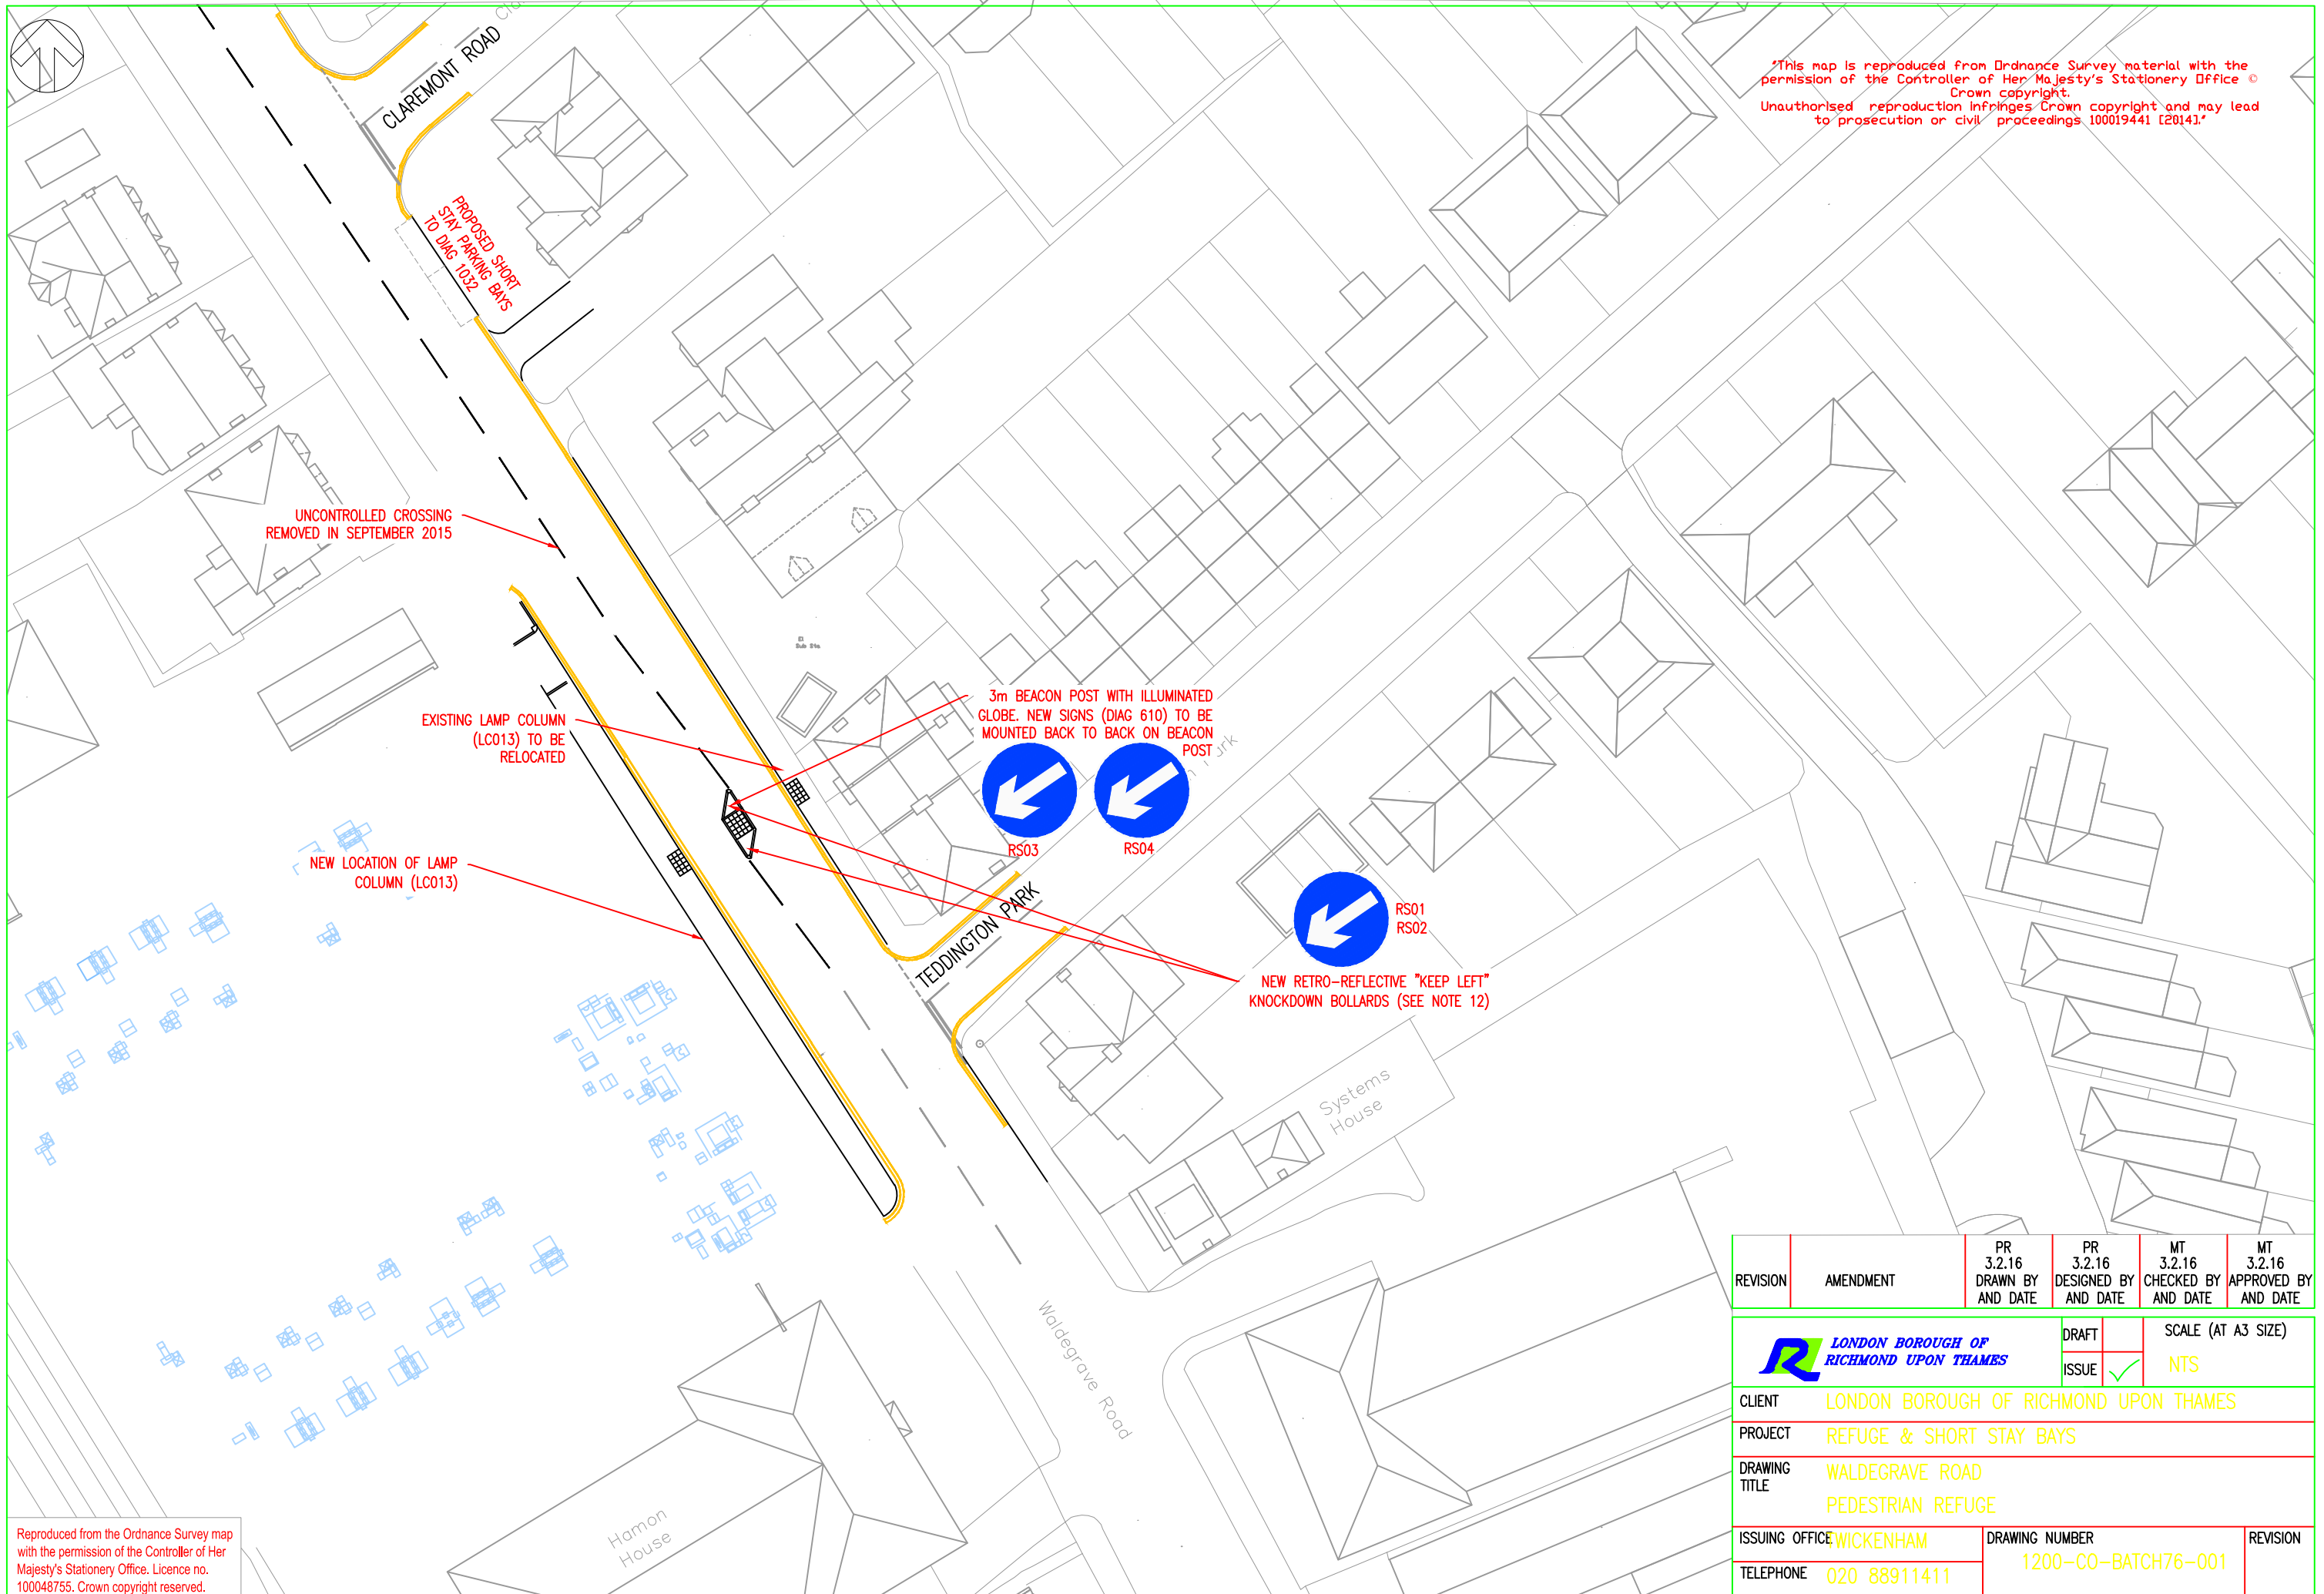 CLAREMONT ROAD
"This map is reproduced from Ordnance Survey material with the
permission of the Controller of Her Majesty's Stationery Office ©
Crown copyright.
Unauthorised reproduction infringes Crown copyright and may lead
to prosecution or civil proceedings 100019441 [2014]."
PROPOSED SHORT
STAY PARKING BAYS
TO DIAG 1032
UNCONTROLLED CROSSING
REMOVED IN SEPTEMBER 2015
El
Sub Sta
EXISTING LAMP COLUMN
(LC013) TO BE
RELOCATED
3m BEACON POST WITH ILLUMINATED
GLOBE. NEW SIGNS (DIAG 610) TO BE
MOUNTED BACK TO BACK ON BEACON
POST
RS03
RS04
NEW LOCATION OF LAMP
COLUMN (LC013)
TEDDINGTON PARK
RS01
RS02
NEW RETRO-REFLECTIVE "KEEP LEFT"
KNOCKDOWN BOLLARDS (SEE NOTE 12)
Systems
House
Waldegrave Road
Hamon
House
Reproduced from the Ordnance Survey map
with the permission of the Controller of Her
Majesty's Stationery Office. Licence no.
100048755. Crown copyright reserved.
REVISION
AMENDMENT
PR
3.2.16
DRAWN BY
AND DATE
PR
3.2.16
DESIGNED BY
AND DATE
MT
3.2.16
CHECKED BY
AND DATE
MT
3.2.16
APPROVED BY
AND DATE
LONDON BOROUGH OF
RICHMOND UPON THAMES
DRAFT
ISSUE
SCALE (AT A3 SIZE)
NTS
CLIENT LONDON BOROUGH OF RICHMOND UPON THAMES
PROJECT REFUGE & SHORT STAY BAYS
DRAWING
TITLE
WALDEGRAVE ROAD
PEDESTRIAN REFUGE
ISSUING OFFICE TWICKENHAM
TELEPHONE 020 88911411
DRAWING NUMBER
1200-CO-BATCH76-001
REVISION